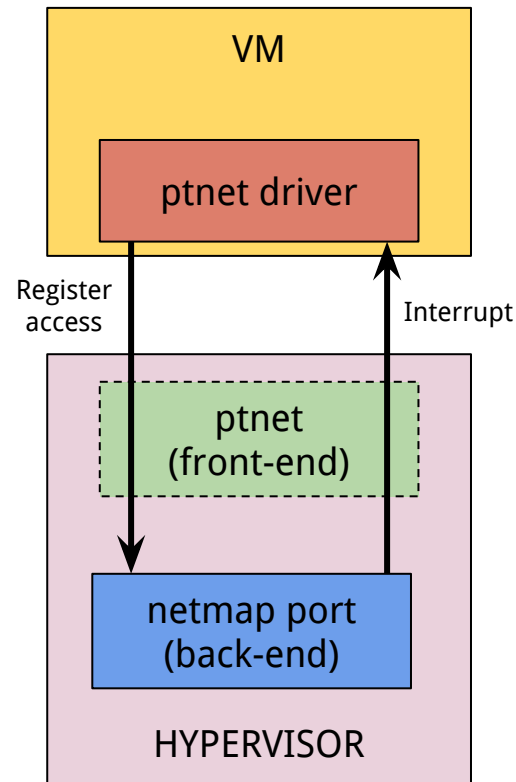 VM
ptnet driver
Register
access
Interrupt
ptnet
(front-end)
netmap port
(back-end)
HYPERVISOR